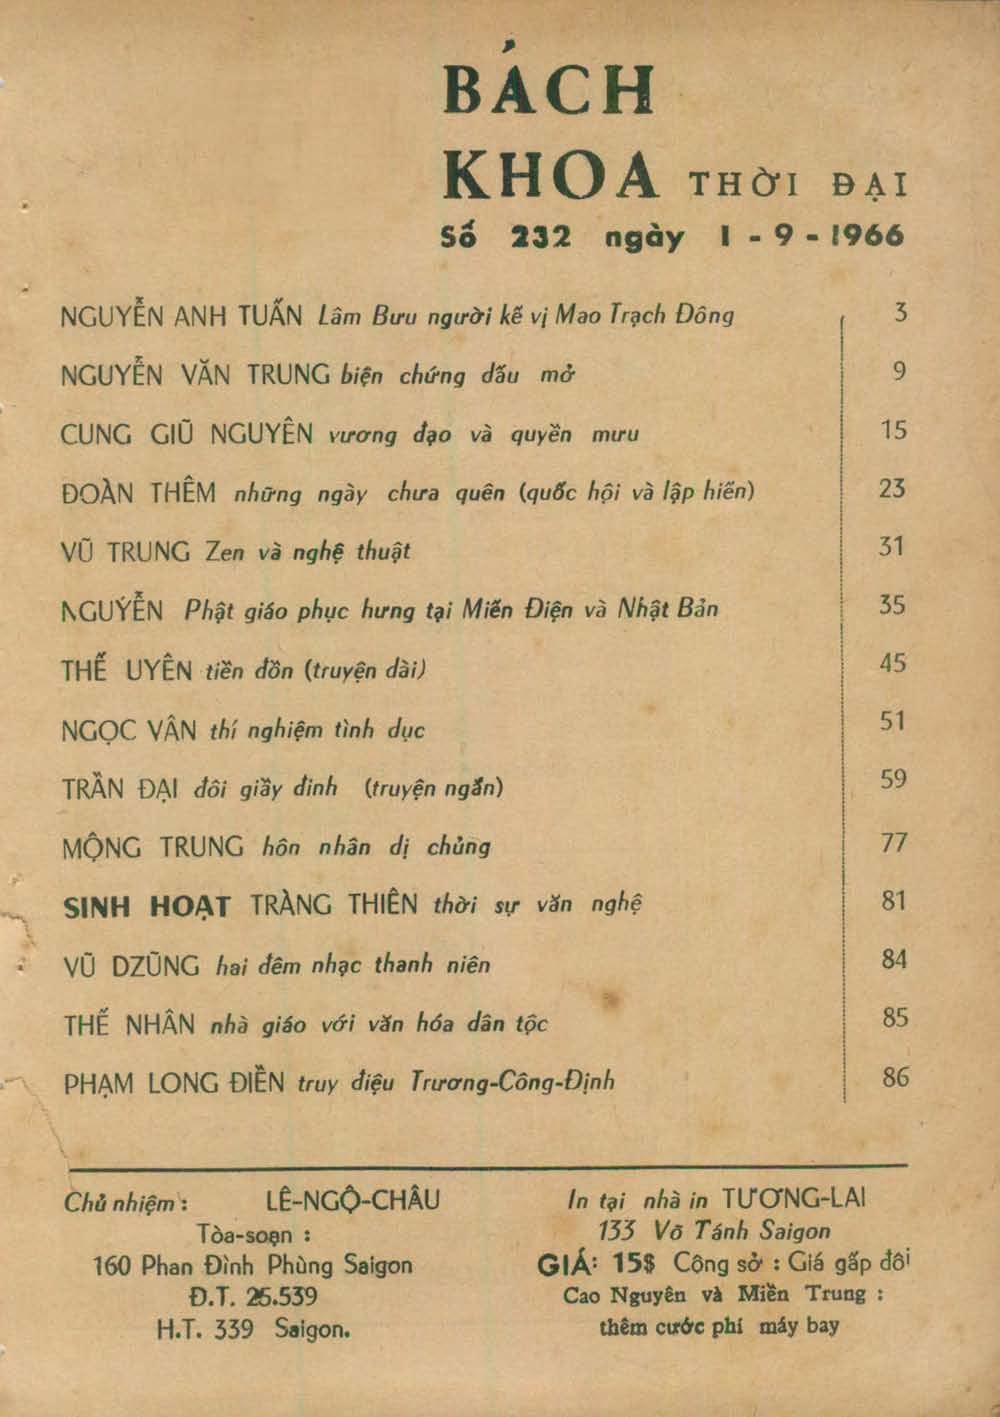 BÁCH
KHOA THỜI ĐẠI
Số 232 ngày 1 - 9 - 1966
NGUYỄN ANH TUẤN Lâm Bưu người kế vị Mao Trạch Đông 3
NGUYỄN VĂN TRUNG biện chứng dấu mở 9
CUNG GIŨ NGUYÊN vương đạo và quyền mưu 15
ĐOÀN THÊM những ngày chưa quên (quốc hội và lập hiến) 23
VŨ TRUNG Zen và nghệ thuật 31
NGUYỄN Phật giáo phục hưng tại Miến Điện và Nhật Bản 35
THẾ UYÊN tiền đồn (truyện dài) 45
NGỌC VÂN thí nghiệm tình dục 51
TRẦN ĐẠI đôi giầy đinh (truyện ngắn) 59
MỘNG TRUNG hôn nhân dị chủng 77
SINH HOẠT TRÀNG THIÊN thời sự văn nghệ 81
VŨ DZŨNG hai đêm nhạc thanh niên 84
THẾ NHÂN nhà giáo với văn hóa dân tộc 85
PHẠM LONG ĐIỀN truy điệu Trương-Công-Định 86
Chủ nhiệm : LÊ-NGỘ-CHÂU
Tòa-soạn :
160 Phan Đình Phùng Saigon
Đ.T. 25.539
H.T. 339 Saigon.
In tại nhà in TƯƠNG-LAI
133 Võ Tánh Saigon
GIÁ: 15$ Công sở : Giá gấp đôi
Cao Nguyên và Miền Trung :
thêm cước phí máy bay